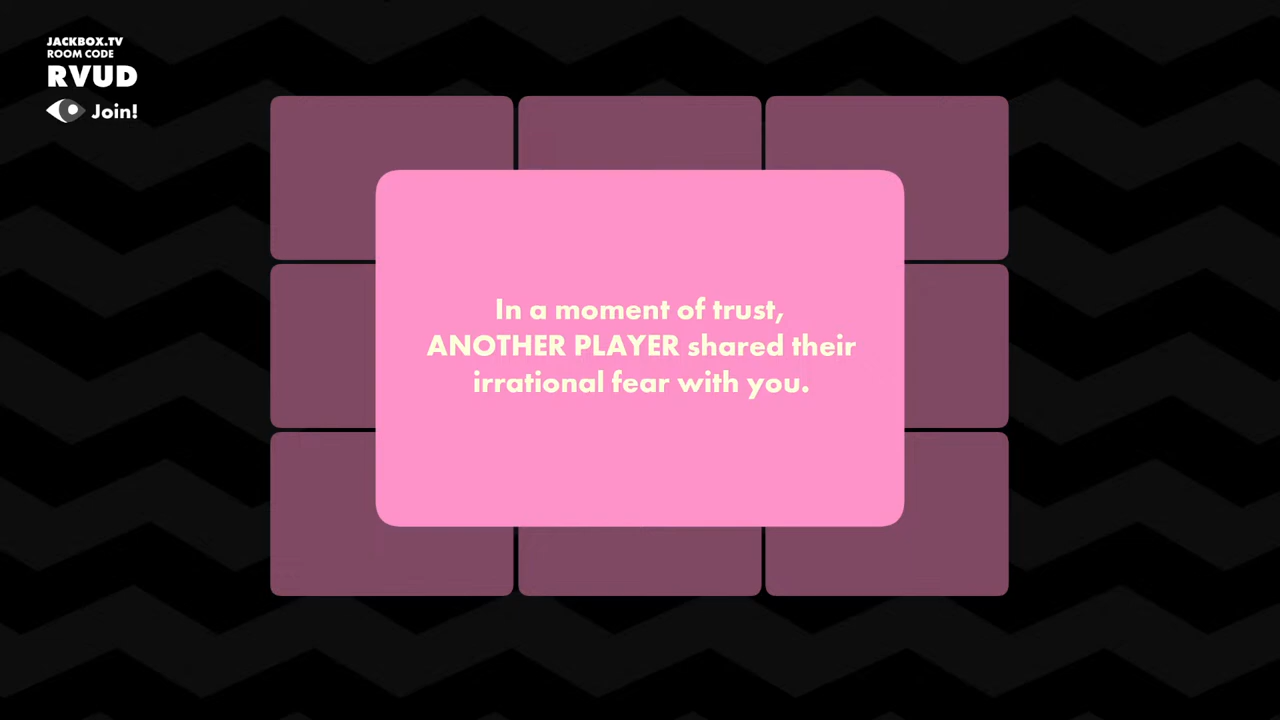 JACKBOX.TV
ROOM CODE
RVUD
Join!
In a moment of trust,
ANOTHER PLAYER shared their
irrational fear with you.